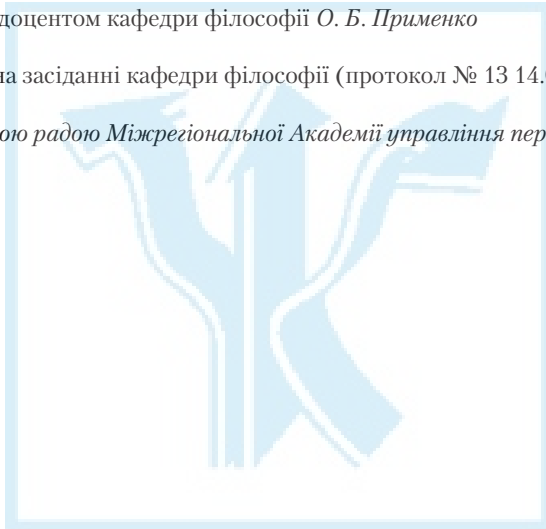 доцентом кафедри філософії О. Б. Применко
на засіданні кафедри філософії (протокол № 13 14.
ою радою Міжрегіональної Академії управління пер